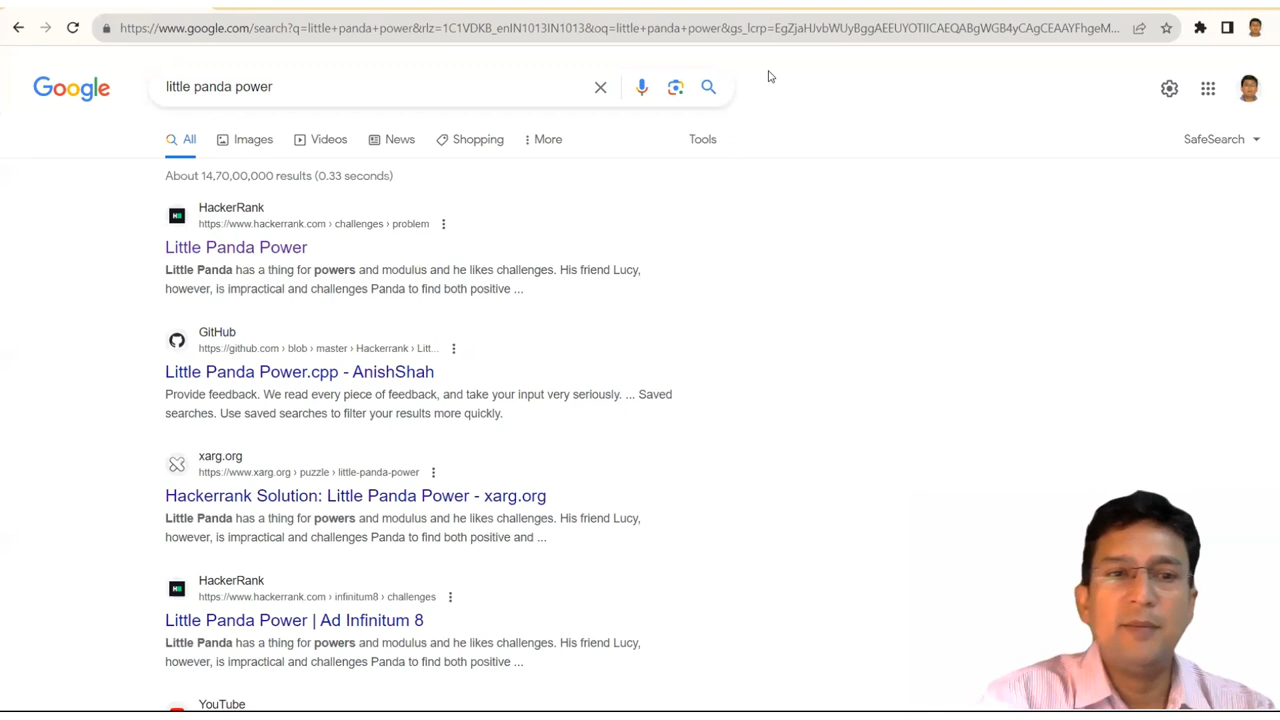 https://www.google.com/search?q=little+panda+power&rlz=1C1VDKB_enIN1013IN1013&oq=little+panda+power&gs_lcrp=EgZjaHJvbWUyBggAEEUYOTIICAEQABgWGB4yCAgCEAAYFhgeM...
Google
little panda power
All Images Videos News Shopping More Tools SafeSearch
About 14,70,00,000 results (0.33 seconds)
HackerRank
https://www.hackerrank.com › challenges › problem
Little Panda Power
Little Panda has a thing for powers and modulus and he likes challenges. His friend Lucy,
however, is impractical and challenges Panda to find both positive ...
GitHub
https://github.com › blob › master › Hackerrank › Litt...
Little Panda Power.cpp - AnishShah
Provide feedback. We read every piece of feedback, and take your input very seriously. ... Saved
searches. Use saved searches to filter your results more quickly.
xarg.org
https://www.xarg.org › puzzle › little-panda-power
Hackerrank Solution: Little Panda Power - xarg.org
Little Panda has a thing for powers and modulus and he likes challenges. His friend Lucy,
however, is impractical and challenges Panda to find both positive and ...
HackerRank
https://www.hackerrank.com › infinitum8 › challenges
Little Panda Power | Ad Infinitum 8
Little Panda has a thing for powers and modulus and he likes challenges. His friend Lucy,
however, is impractical and challenges Panda to find both positive ...
YouTube